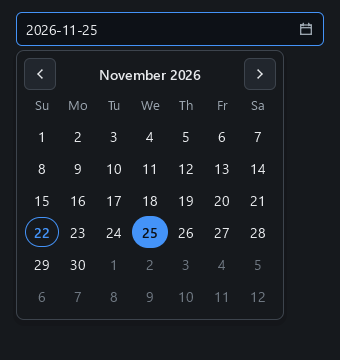 2026-11-25
November 2026
Su Mo Tu We Th Fr Sa
1 2 3 4 5 6 7
8 9 10 11 12 13 14
15 16 17 18 19 20 21
22 23 24 25 26 27 28
29 30 1 2 3 4 5
6 7 8 9 10 11 12